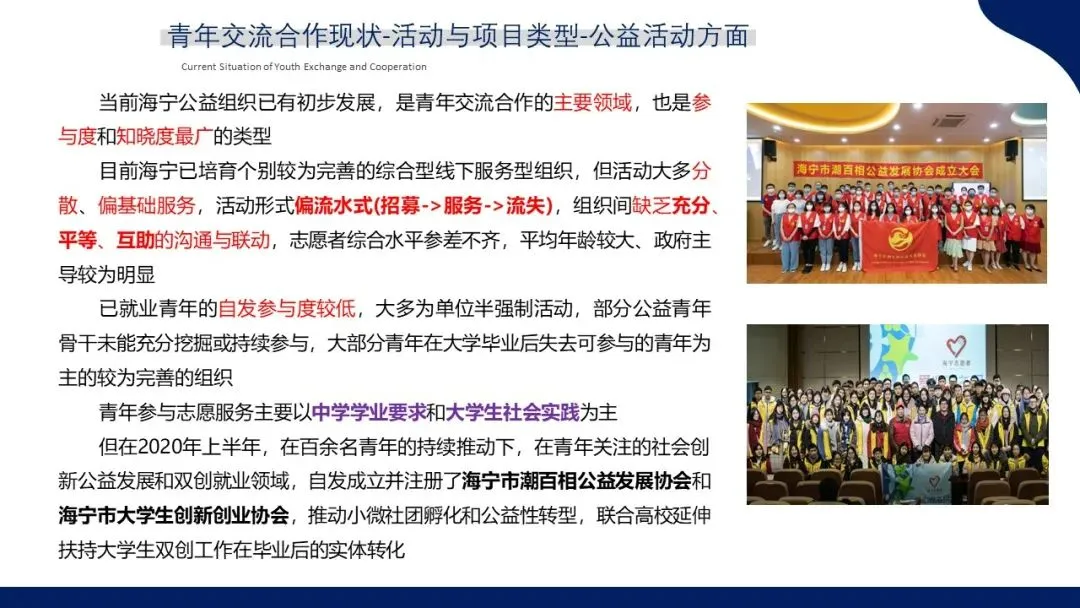 青年交流合作现状-活动与项目类型-公益活动方面
Current Situation of Youth Exchange and Cooperation
当前海宁公益组织已有初步发展，是青年交流合作的主要领域，也是参
与度和知晓度最广的类型
目前海宁已培育个别较为完善的综合型线下服务型组织，但活动大多分
散、偏基础服务，活动形式偏流水式(招募->服务->流失)，组织间缺乏充分、
平等、互助的沟通与联动，志愿者综合水平参差不齐，平均年龄较大、政府主
导较为明显
已就业青年的自发参与度较低，大多为单位半强制活动，部分公益青年
骨干未能充分挖掘或持续参与，大部分青年在大学毕业后失去可参与的青年为
主的较为完善的组织
青年参与志愿服务主要以中学学业要求和大学生社会实践为主
但在2020年上半年，在百余名青年的持续推动下，在青年关注的社会创
新公益发展和双创就业领域，自发成立并注册了海宁市潮百相公益发展协会和
海宁市大学生创新创业协会，推动小微社团孵化和公益性转型，联合高校延伸
扶持大学生双创工作在毕业后的实体转化
海宁市潮百相公益发展协会成立大会
海宁志愿者